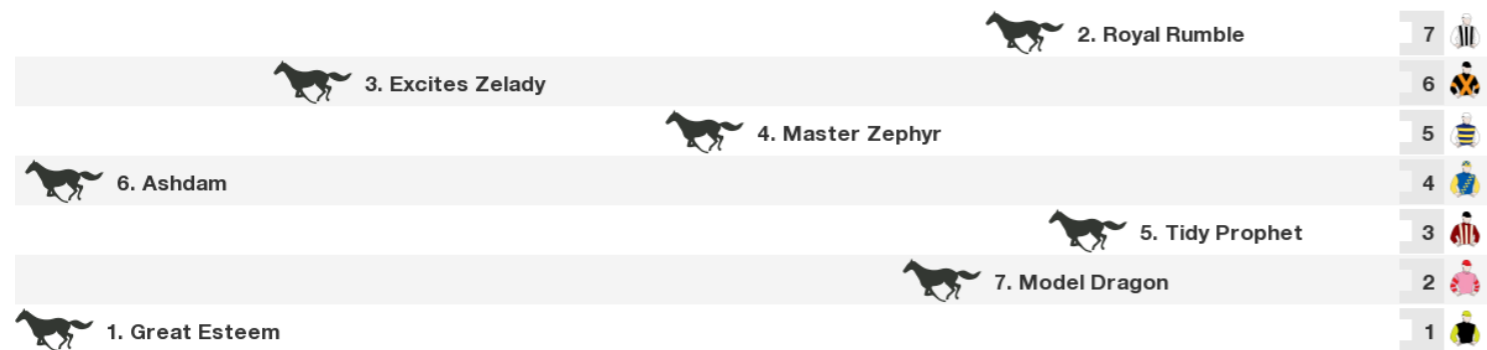 2. Royal Rumble 7
3. Excites Zelady 6
4. Master Zephyr 5
6. Ashdam 4
5. Tidy Prophet 3
7. Model Dragon 2
1. Great Esteem 1